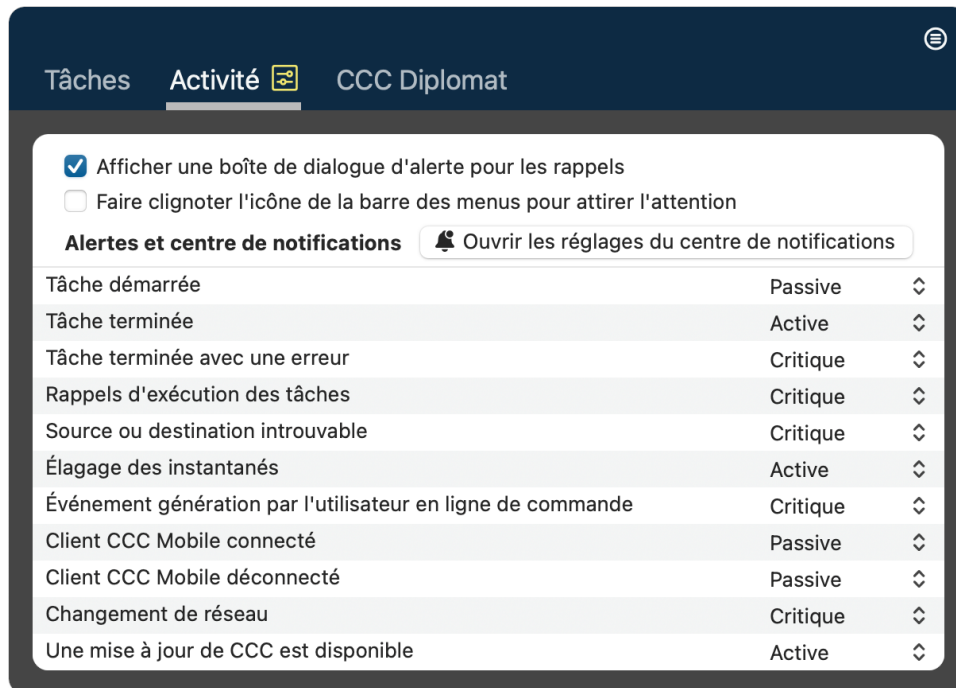 Tâches Activité CCC Diplomat
Afficher une boîte de dialogue d'alerte pour les rappels
Faire clignoter l'icône de la barre des menus pour attirer l'attention
Alertes et centre de notifications Ouvrir les réglages du centre de notifications
Tâche démarrée Passive
Tâche terminée Active
Tâche terminée avec une erreur Critique
Rappels d'exécution des tâches Critique
Source ou destination introuvable Critique
Élagage des instantanés Active
Événement génération par l'utilisateur en ligne de commande Critique
Client CCC Mobile connecté Passive
Client CCC Mobile déconnecté Passive
Changement de réseau Critique
Une mise à jour de CCC est disponible Active